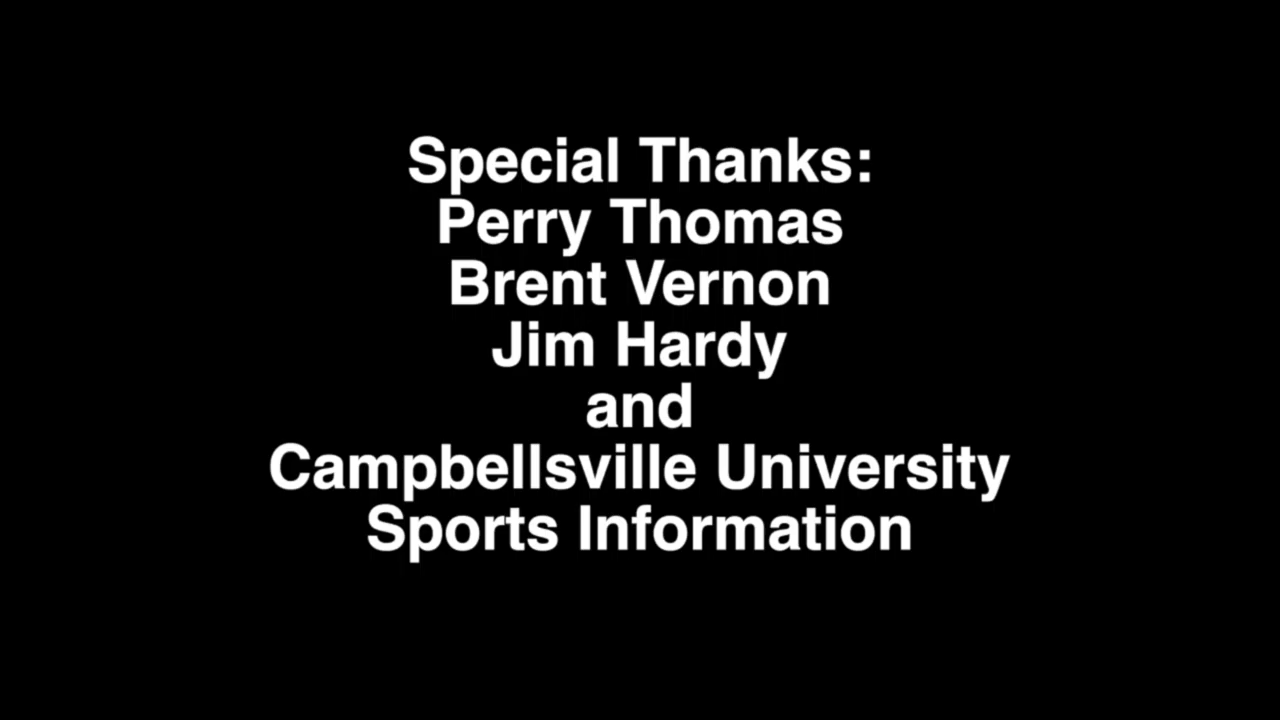 Special Thanks:
Perry Thomas
Brent Vernon
Jim Hardy
and
Campbellsville University
Sports Information